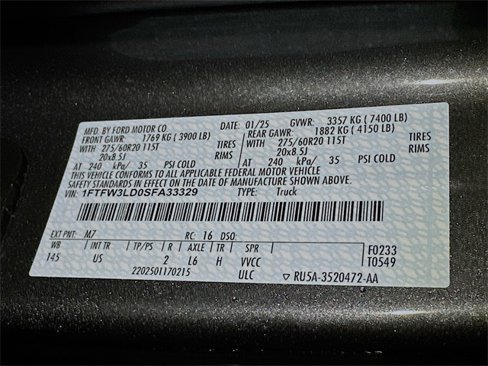 MFD. BY FORD MOTOR CO. DATE: 01/25 GVWR: 3357 KG ( 7400 LB)
FRONT GAWR: 1769 KG ( 3900 LB) REAR GAWR: 1882 KG ( 4150 LB)
WITH 275/60R20 115T TIRES WITH 275/60R20 115T TIRES
20x8.5J RIMS 20x8.5J RIMS
AT 240 kPa/ 35 PSI COLD AT 240 kPa/ 35 PSI COLD
THIS VEHICLE CONFORMS TO ALL APPLICABLE FEDERAL MOTOR VEHICLE
SAFETY STANDARDS IN EFFECT ON THE DATE OF MANUFACTURE SHOWN ABOVE.
VIN: 1FTFW3LD0SFA33329 TYPE: Truck
EXT PNT: M7 RC: 16 DSO:
WB INT TR TP/PS R AXLE TR SPR F0233
145 US 2 L6 H VVCC T0549
2202501170215 ULC RU5A-3520472-AA